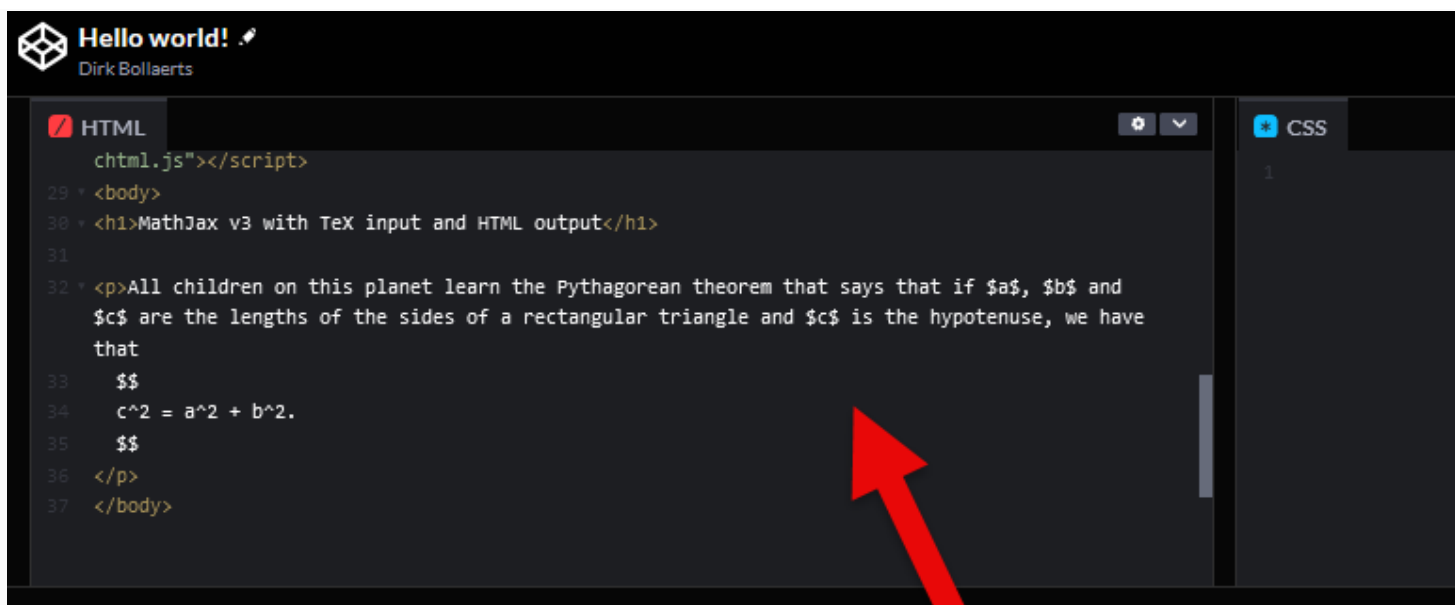 Hello world!
Dirk Bollaerts
HTML
CSS
chtml.js"></script>
29 <body>
30 <h1>MathJax v3 with TeX input and HTML output</h1>
31
32 <p>All children on this planet learn the Pythagorean theorem that says that if $a$, $b$ and
$c$ are the lengths of the sides of a rectangular triangle and $c$ is the hypotenuse, we have
that
33 $$
34 c^2 = a^2 + b^2.
35 $$
36 </p>
37 </body>
1